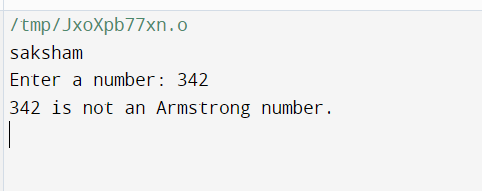 /tmp/JxoXpb77xn.o
saksham
Enter a number: 342
342 is not an Armstrong number.